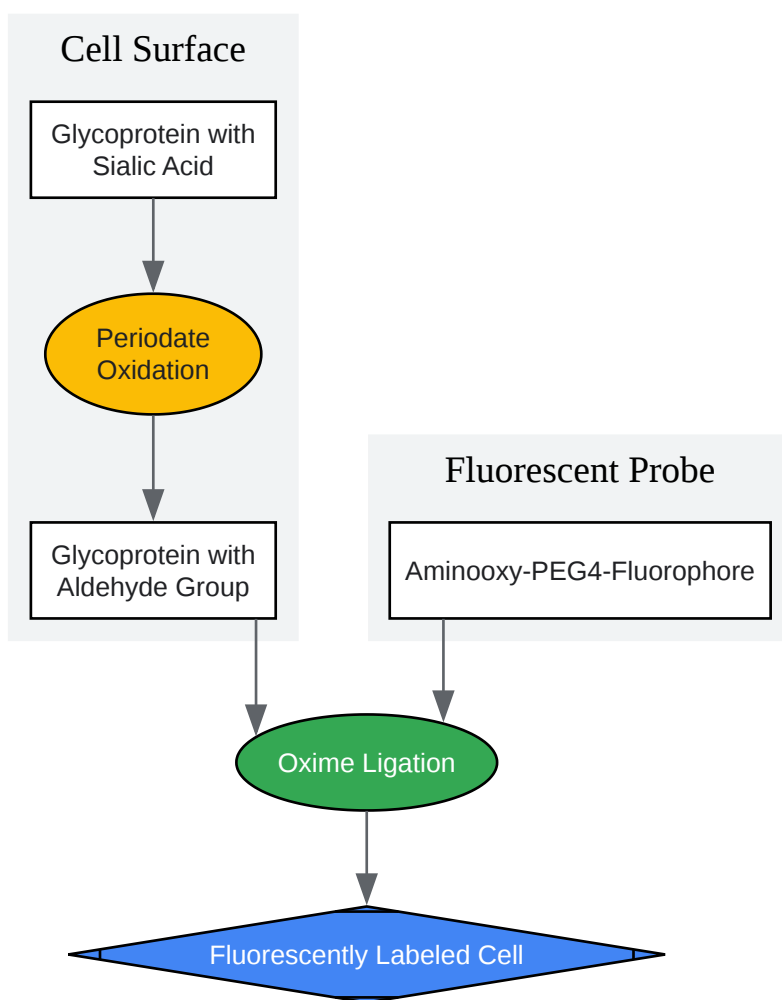 Cell Surface
Glycoprotein with
Sialic Acid
Periodate
Oxidation
Glycoprotein with
Aldehyde Group
Fluorescent Probe
Aminooxy-PEG4-Fluorophore
Oxime Ligation
Fluorescently Labeled Cell